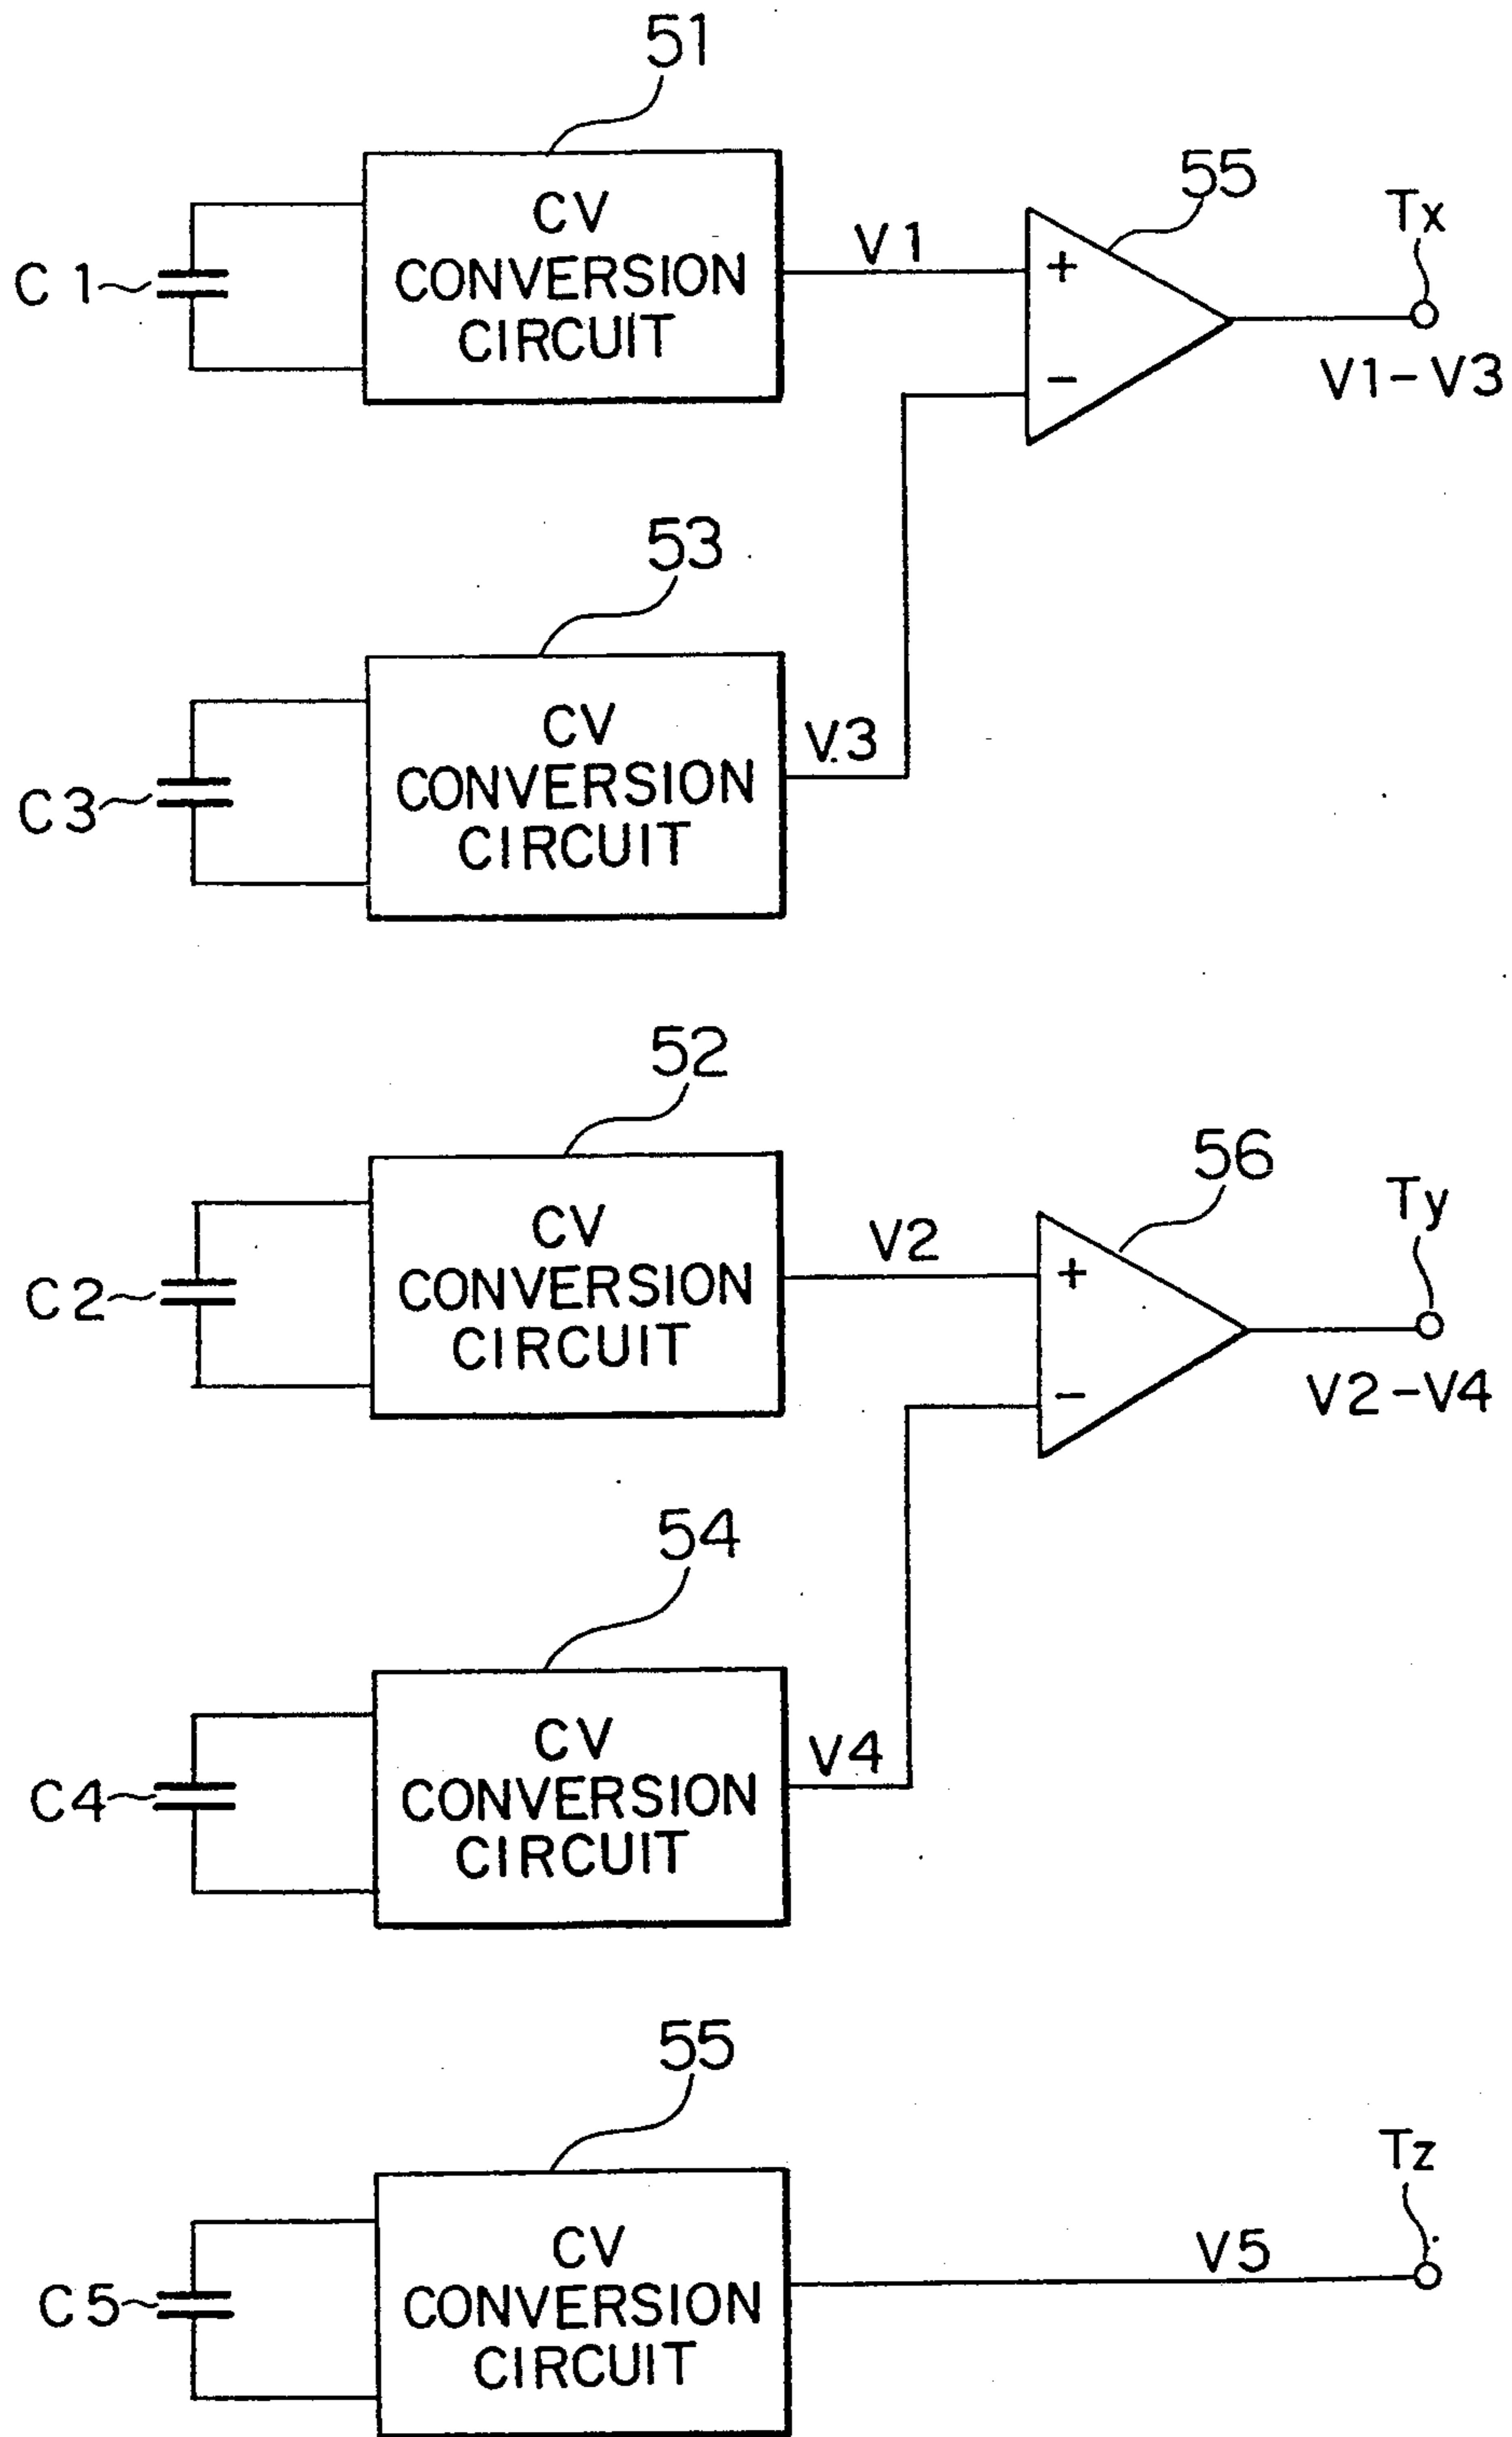 51
CV
CONVERSION
CIRCUIT
C1
V1
+
-
55
Tx
V1-V3
53
CV
CONVERSION
CIRCUIT
C3
V3
52
CV
CONVERSION
CIRCUIT
C2
V2
+
-
56
Ty
V2-V4
54
CV
CONVERSION
CIRCUIT
C4
V4
55
CV
CONVERSION
CIRCUIT
C5
V5
Tz